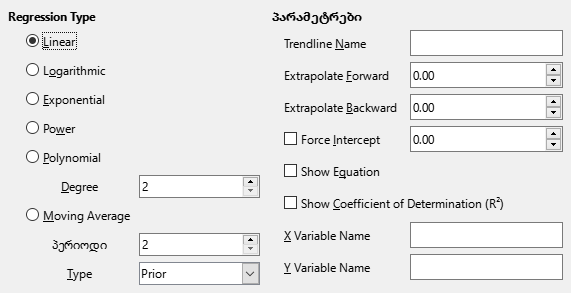 Regression Type
Linear
Logarithmic
Exponential
Power
Polynomial
Degree 2
Moving Average
პერიოდი 2
Type Prior
პარამეტრები
Trendline Name
Extrapolate Forward 0.00
Extrapolate Backward 0.00
Force Intercept 0.00
Show Equation
Show Coefficient of Determination (R²)
X Variable Name
Y Variable Name